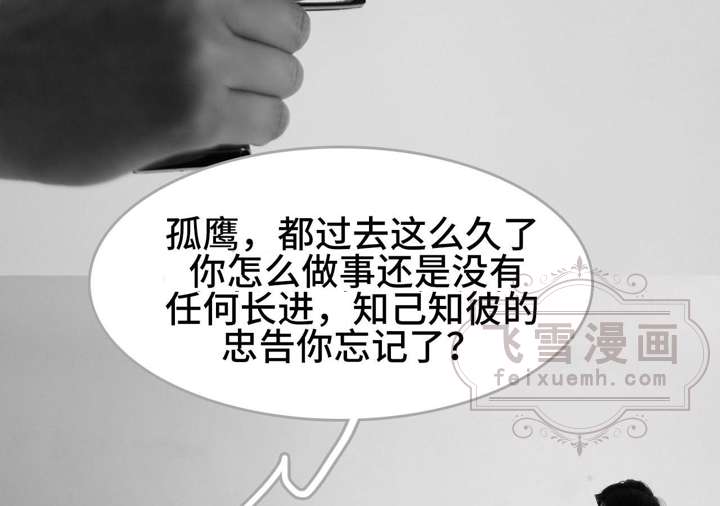 孤鹰，都过去这么久了
你怎么做事还是没有
任何长进，知己知彼的
忠告你忘记了？
飞雪漫画
feixuemh.com